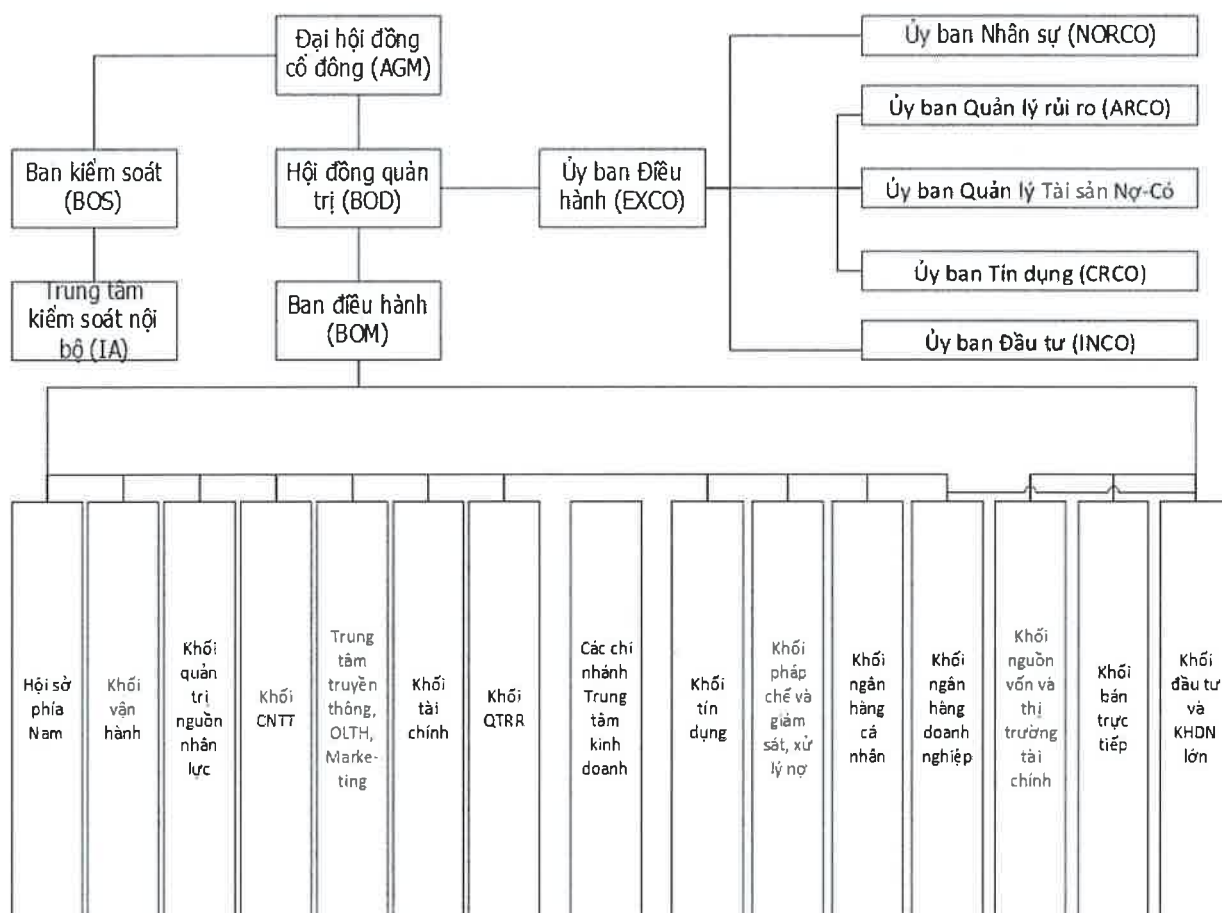 Đại hội đồng
cổ đông (AGM)
Ủy ban Nhân sự (NORCO)
Ủy ban Quản lý rủi ro (ARCO)
Ban kiểm soát
(BOS)
Hội đồng quản
trị (BOD)
Ủy ban Điều
hành (EXCO)
Ủy ban Quản lý Tài sản Nợ-Có
Ủy ban Tín dụng (CRCO)
Trung tâm
kiểm soát nội
bộ (IA)
Ban điều hành
(BOM)
Ủy ban Đầu tư (INCO)
Hội sở
phía
Nam
Khối
vận
hành
Khối
quản
trị
nguồn
nhân
lực
Khối
CNTT
Trung
tâm
truyền
thông,
OLTH,
Marke-
ting
Khối
tài
chính
Khối
QTRR
Các chi
nhánh
Trung
tâm
kinh
doanh
Khối
tín
dụng
Khối
pháp
chế và
giảm
sát, xử
lý nợ
Khối
ngân
hàng
cá
nhân
Khối
ngân
hàng
doanh
nghiệp
Khối
nguồn
vốn và
thị
trường
tài
chính
Khối
bán
trực
tiếp
Khối
đầu tư
và
KHDN
lớn